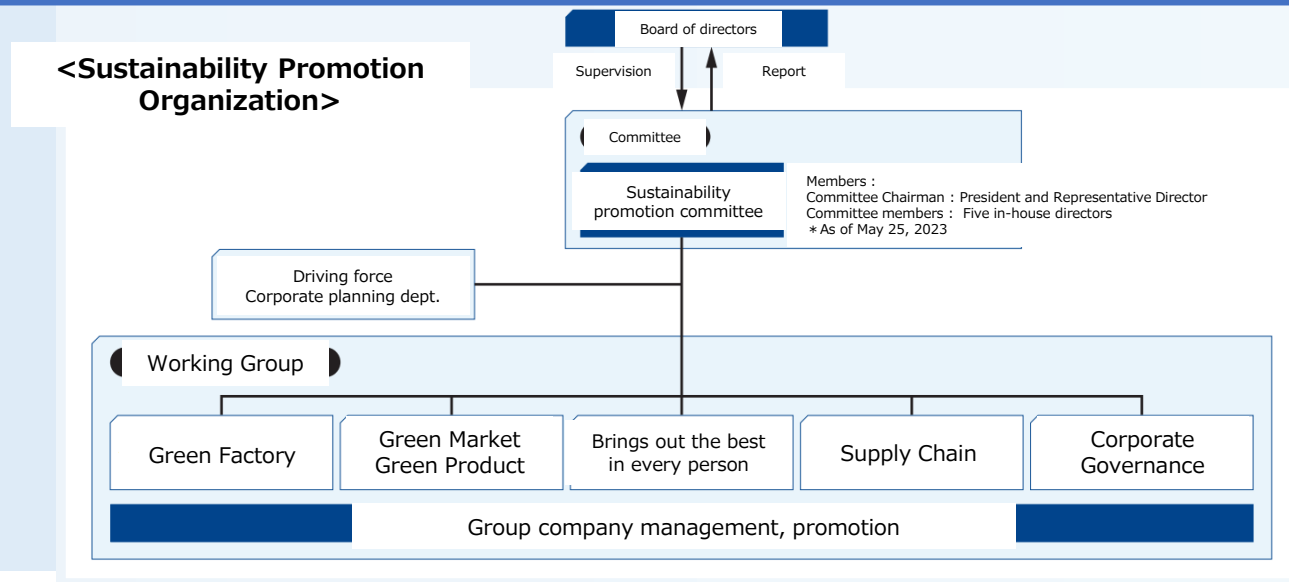 <Sustainability Promotion
Organization>
Board of directors
Supervision
Report
Committee
Sustainability
promotion committee
Members :
Committee Chairman : President and Representative Director
Committee members : Five in-house directors
*As of May 25, 2023
Driving force
Corporate planning dept.
Working Group
Green Factory
Green Market
Green Product
Brings out the best
in every person
Supply Chain
Corporate
Governance
Group company management, promotion